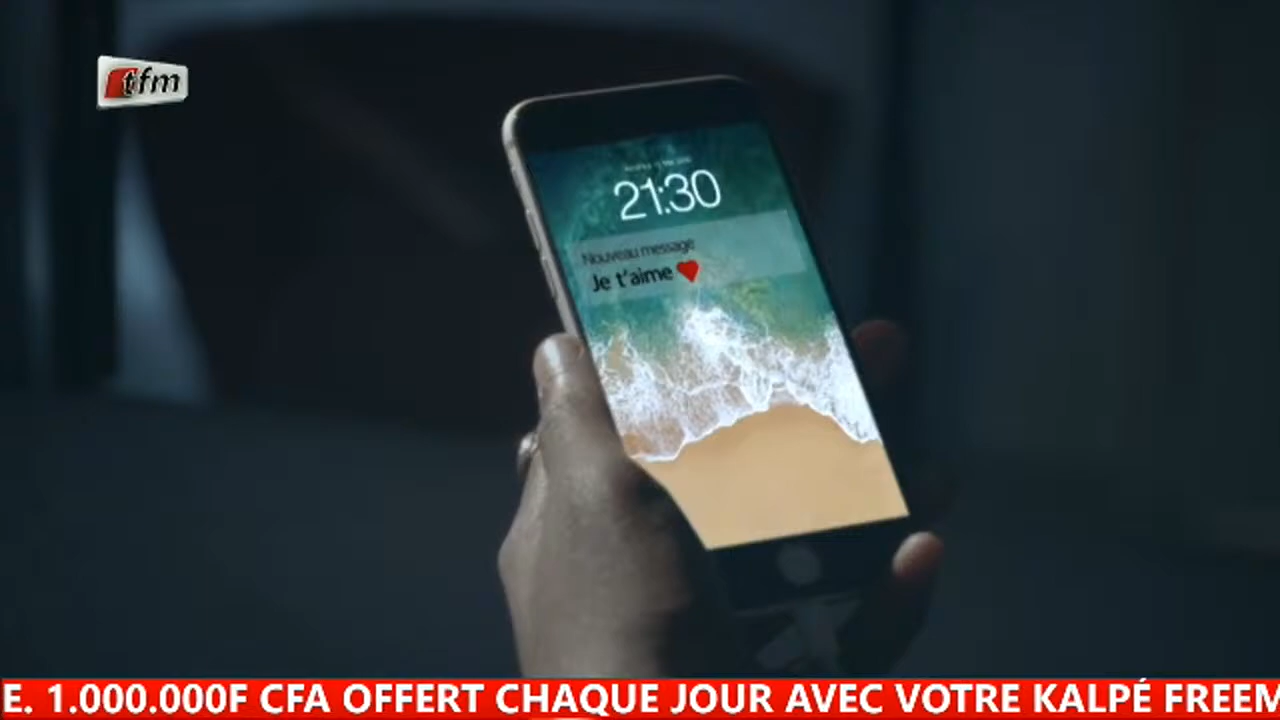 tfm
21:30
Nouveau message
Je t'aime ❤
E. 1.000.000F CFA OFFERT CHAQUE JOUR AVEC VOTRE KALPÉ FREEM